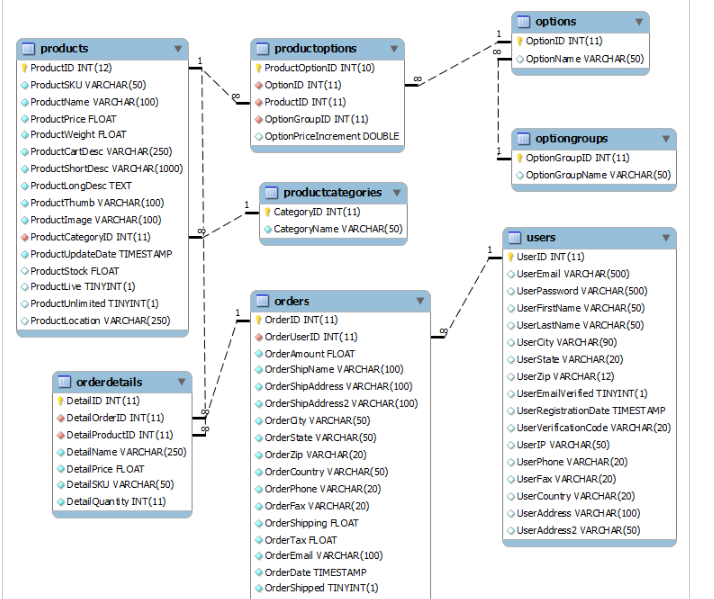 products
ProductID INT(12)
ProductSKU VARCHAR(50)
ProductName VARCHAR(100)
ProductPrice FLOAT
ProductWeight FLOAT
ProductCartDesc VARCHAR(250)
ProductShortDesc VARCHAR(1000)
ProductLongDesc TEXT
ProductThumb VARCHAR(100)
ProductImage VARCHAR(100)
ProductCategoryID INT(11)
ProductUpdateDate TIMESTAMP
ProductStock FLOAT
ProductLive TINYINT(1)
ProductUnlimited TINYINT(1)
ProductLocation VARCHAR(250)
productoptions
ProductOptionID INT(10)
OptionID INT(11)
ProductID INT(11)
OptionGroupID INT(11)
OptionPriceIncrement DOUBLE
options
OptionID INT(11)
OptionName VARCHAR(50)
optiongroups
OptionGroupID INT(11)
OptionGroupName VARCHAR(50)
productcategories
CategoryID INT(11)
CategoryName VARCHAR(50)
users
UserID INT(11)
UserEmail VARCHAR(500)
UserPassword VARCHAR(500)
UserFirstName VARCHAR(50)
UserLastName VARCHAR(50)
UserCity VARCHAR(90)
UserState VARCHAR(20)
UserZip VARCHAR(12)
UserEmailVerified TINYINT(1)
UserRegistrationDate TIMESTAMP
UserVerificationCode VARCHAR(20)
UserIP VARCHAR(50)
UserPhone VARCHAR(20)
UserFax VARCHAR(20)
UserCountry VARCHAR(20)
UserAddress VARCHAR(100)
UserAddress2 VARCHAR(50)
orders
OrderID INT(11)
OrderUserID INT(11)
OrderAmount FLOAT
OrderShipName VARCHAR(100)
OrderShipAddress VARCHAR(100)
OrderShipAddress2 VARCHAR(100)
OrderCity VARCHAR(50)
OrderState VARCHAR(50)
OrderZip VARCHAR(20)
OrderCountry VARCHAR(50)
OrderPhone VARCHAR(20)
OrderFax VARCHAR(20)
OrderShipping FLOAT
OrderTax FLOAT
OrderEmail VARCHAR(100)
OrderDate TIMESTAMP
OrderShipped TINYINT(1)
orderdetails
DetailID INT(11)
DetailOrderID INT(11)
DetailProductID INT(11)
DetailName VARCHAR(250)
DetailPrice FLOAT
DetailSKU VARCHAR(50)
DetailQuantity INT(11)
1
∞
1
∞
∞
1
1
∞
1
∞
1
∞
∞